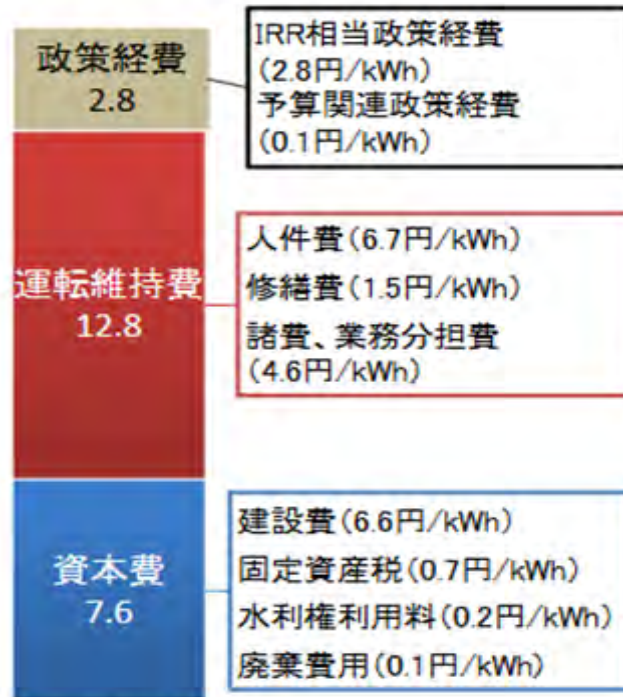 政策経費
2.8
IRR相当政策経費
(2.8円/kWh)
予算関連政策経費
(0.1円/kWh)
運転維持費
12.8
人件費(6.7円/kWh)
修繕費(1.5円/kWh)
諸費、業務分担費
(4.6円/kWh)
資本費
7.6
建設費(6.6円/kWh)
固定資産税(0.7円/kWh)
水利権利用料(0.2円/kWh)
廃棄費用(0.1円/kWh)